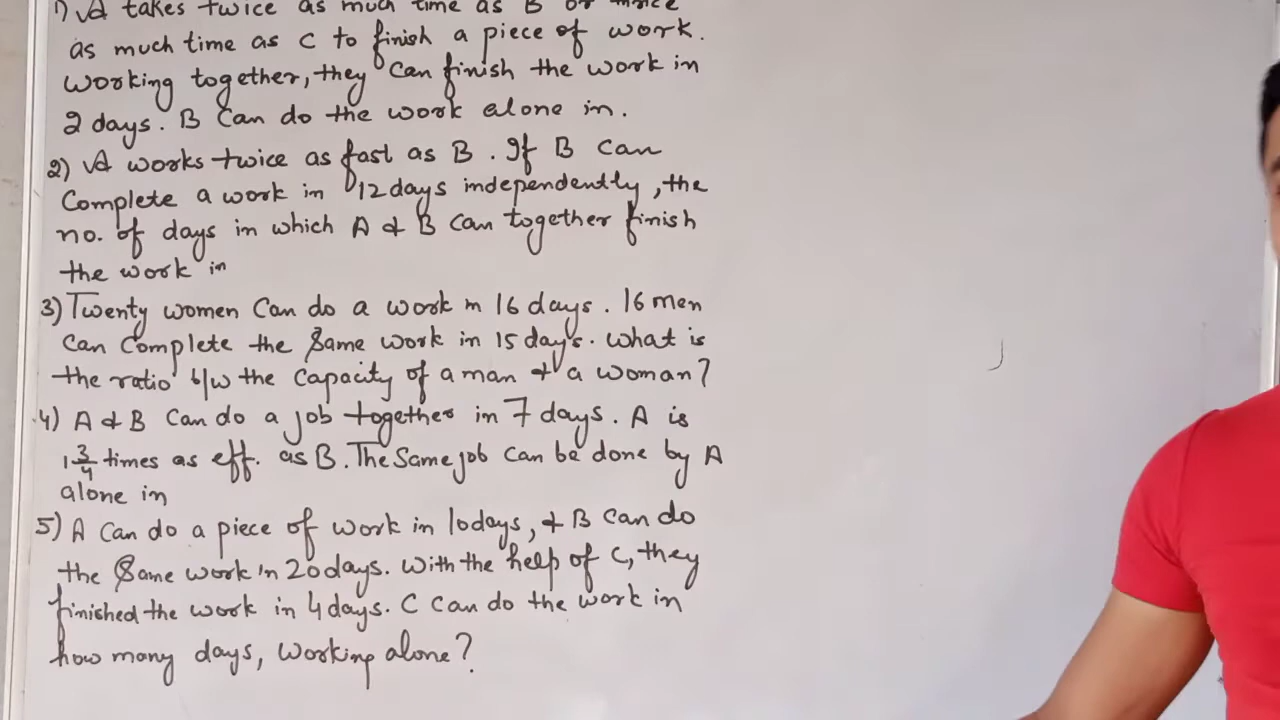 1) A takes twice as much time as B or thrice
as much time as C to finish a piece of work.
Working together, they can finish the work in
2 days. B can do the work alone in.
2) A works twice as fast as B. If B can
Complete a work in 12 days independently, the
no. of days in which A & B can together finish
the work in
3) Twenty women can do a work in 16 days. 16 men
can complete the same work in 15 days. What is
the ratio b/w the capacity of a man & a woman?
4) A & B can do a job together in 7 days. A is
1 3/4 times as eff. as B. The same job can be done by A
alone in
5) A can do a piece of work in 10 days, & B can do
the same work in 20 days. With the help of C, they
finished the work in 4 days. C can do the work in
how many days, working alone?